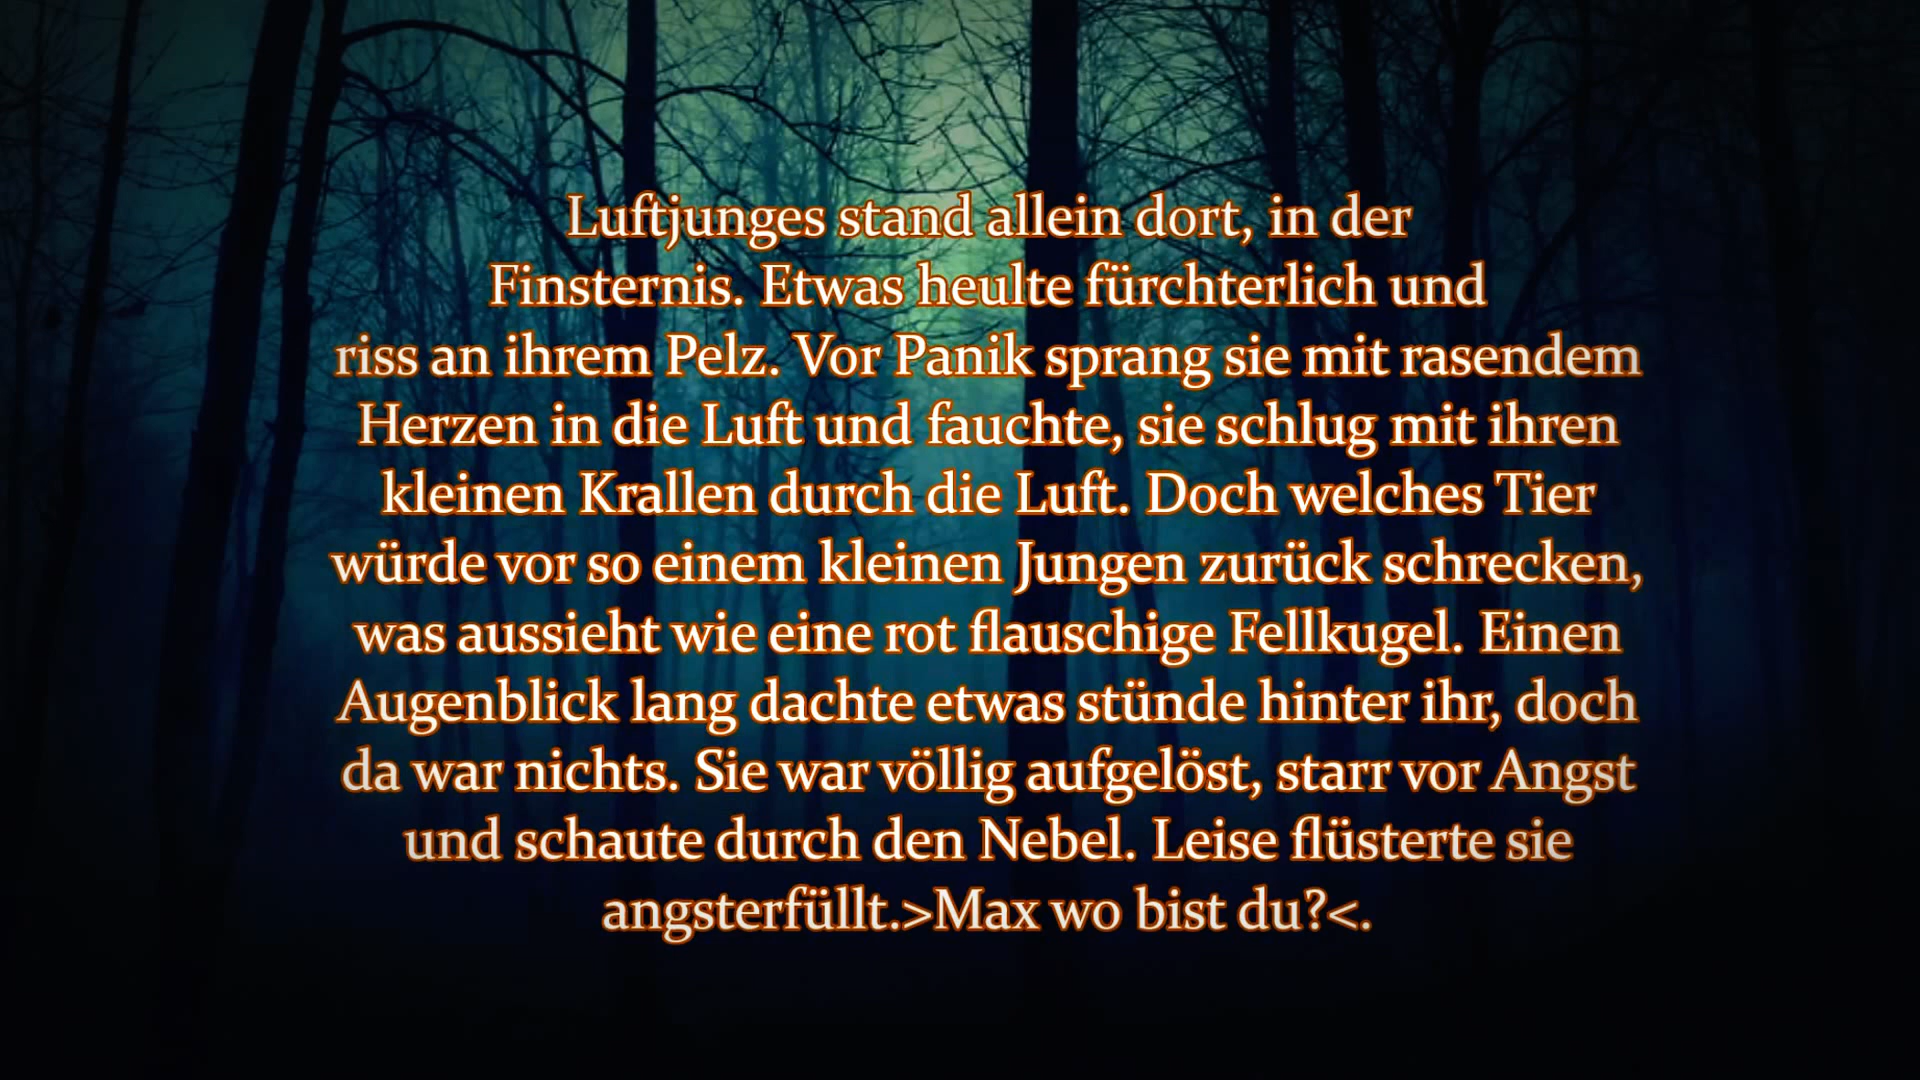 Luftjunges stand allein dort, in der
Finsternis. Etwas heulte fürchterlich und
riss an ihrem Pelz. Vor Panik sprang sie mit rasendem
Herzen in die Luft und fauchte, sie schlug mit ihren
kleinen Krallen durch die Luft. Doch welches Tier
würde vor so einem kleinen Jungen zurück schrecken,
was aussieht wie eine rot flauschige Fellkugel. Einen
Augenblick lang dachte etwas stünde hinter ihr, doch
da war nichts. Sie war völlig aufgelöst, starr vor Angst
und schaute durch den Nebel. Leise flüsterte sie
angsterfüllt.>Max wo bist du?<.